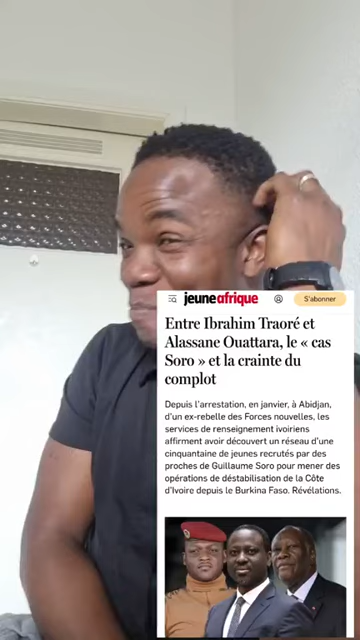 jeuneafrique
S'abonner
Entre Ibrahim Traoré et
Alassane Ouattara, le « cas
Soro » et la crainte du
complot
Depuis l'arrestation, en janvier, à Abidjan,
d'un ex-rebelle des Forces nouvelles, les
services de renseignement ivoiriens
affirment avoir découvert un réseau d'une
cinquantaine de jeunes recrutés par des
proches de Guillaume Soro pour mener des
opérations de déstabilisation de la Côte
d'Ivoire depuis le Burkina Faso. Révélations.